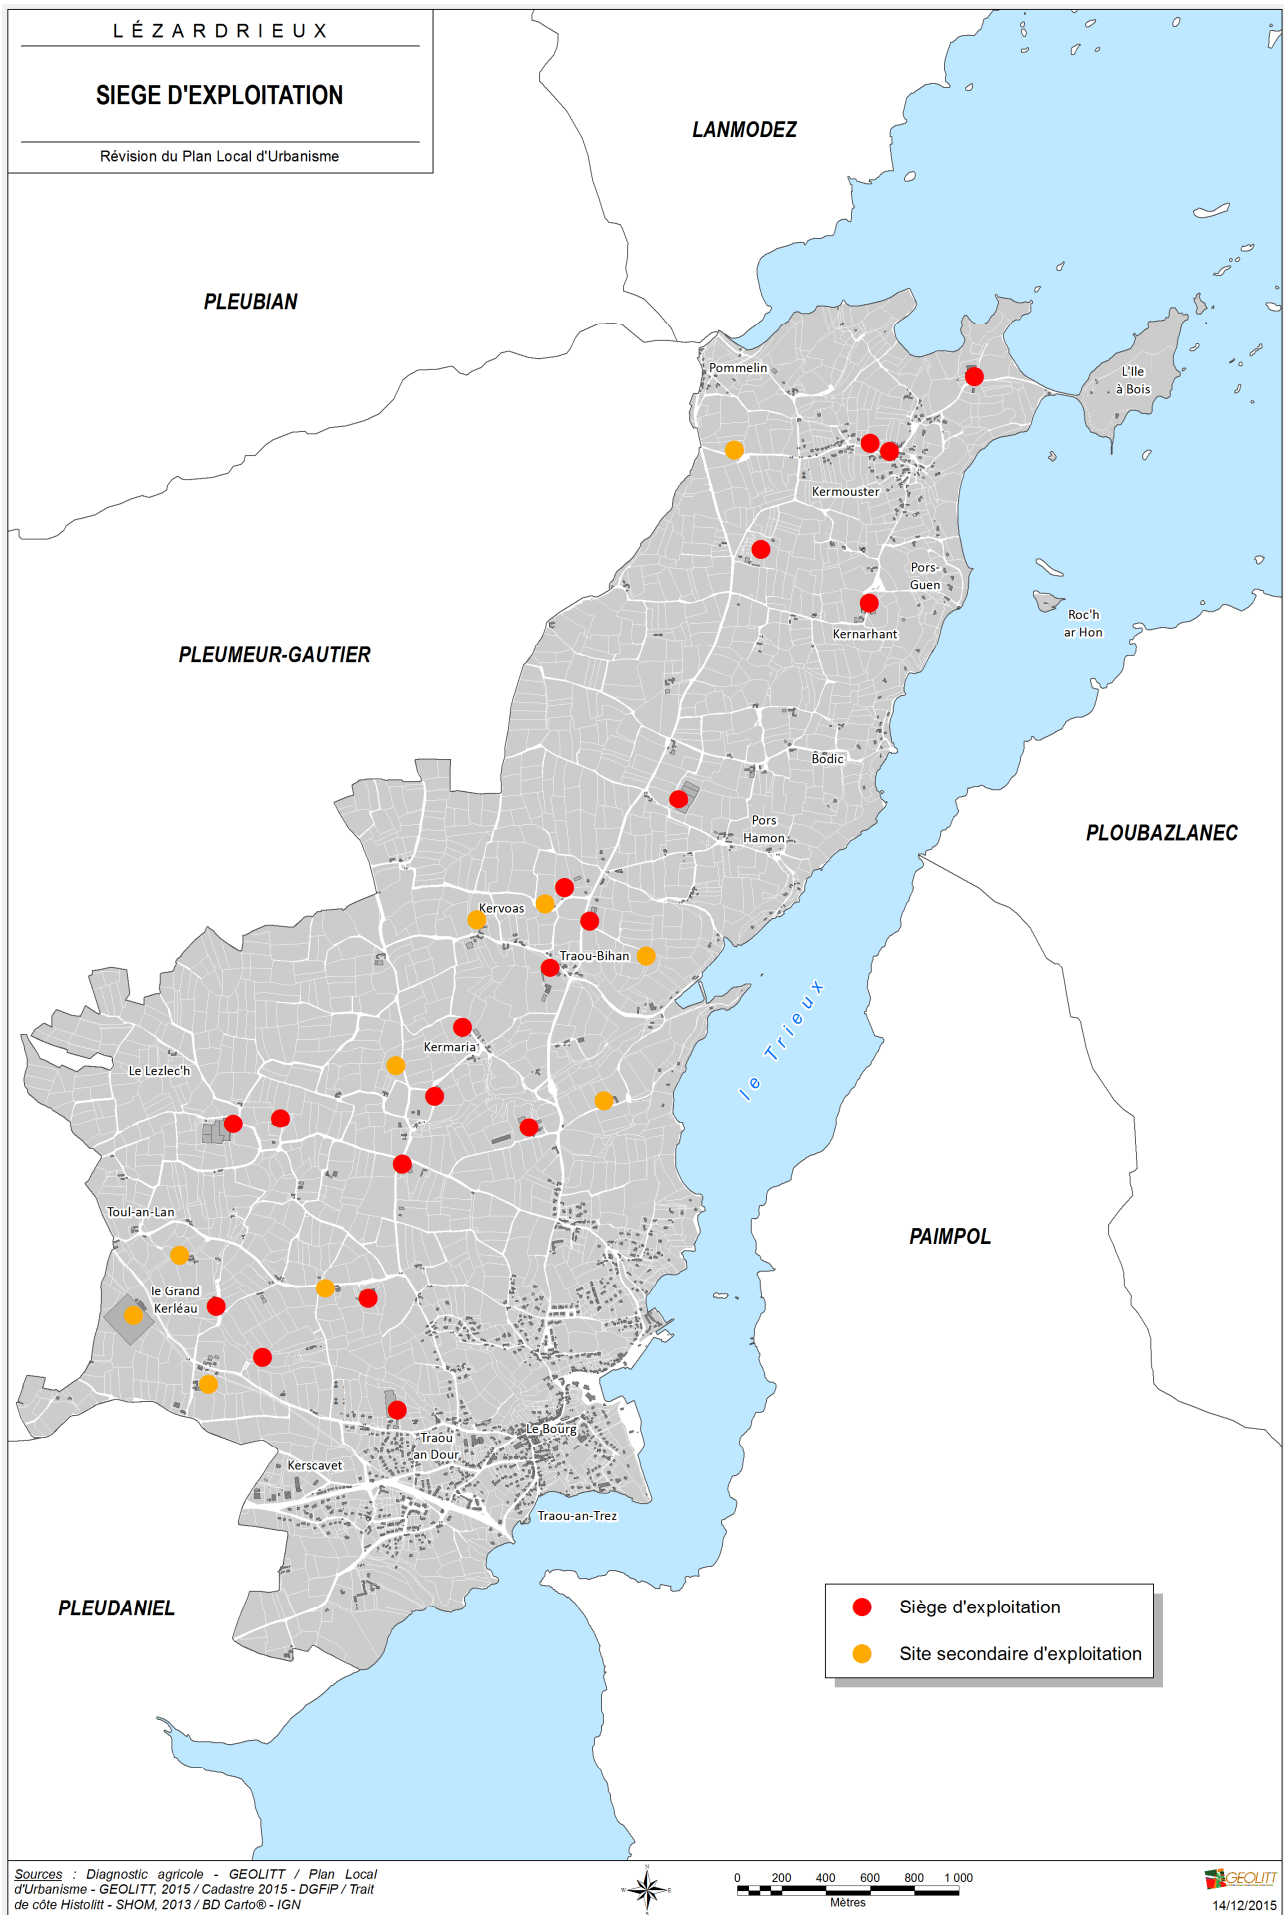 LÉZARDRIEUX
SIEGE D'EXPLOITATION
Révision du Plan Local d'Urbanisme
LANMODEZ
PLEUBIAN
Pommelin
L'Ile
à Bois
Kermouster
Pors-
Guen
Roc'h
ar Hon
Kernarhant
PLEUMEUR-GAUTIER
Bodic
Pors
Hamon
PLOUBAZLANEC
Kervoas
Traou-Bihan
le Trieux
Kermaria
Le Lezlec'h
Toul-an-Lan
PAIMPOL
le Grand
Kerléau
Le Bourg
Traou
an Dour
Kerscavet
Traou-an-Trez
PLEUDANIEL
Siège d'exploitation
Site secondaire d'exploitation
Sources : Diagnostic agricole - GEOLITT / Plan Local
d'Urbanisme - GEOLITT, 2015 / Cadastre 2015 - DGFiP / Trait
de côte Histolitt - SHOM, 2013 / BD Carto® - IGN
N
W E
S
0 200 400 600 800 1 000
Mètres
GEOLITT
14/12/2015